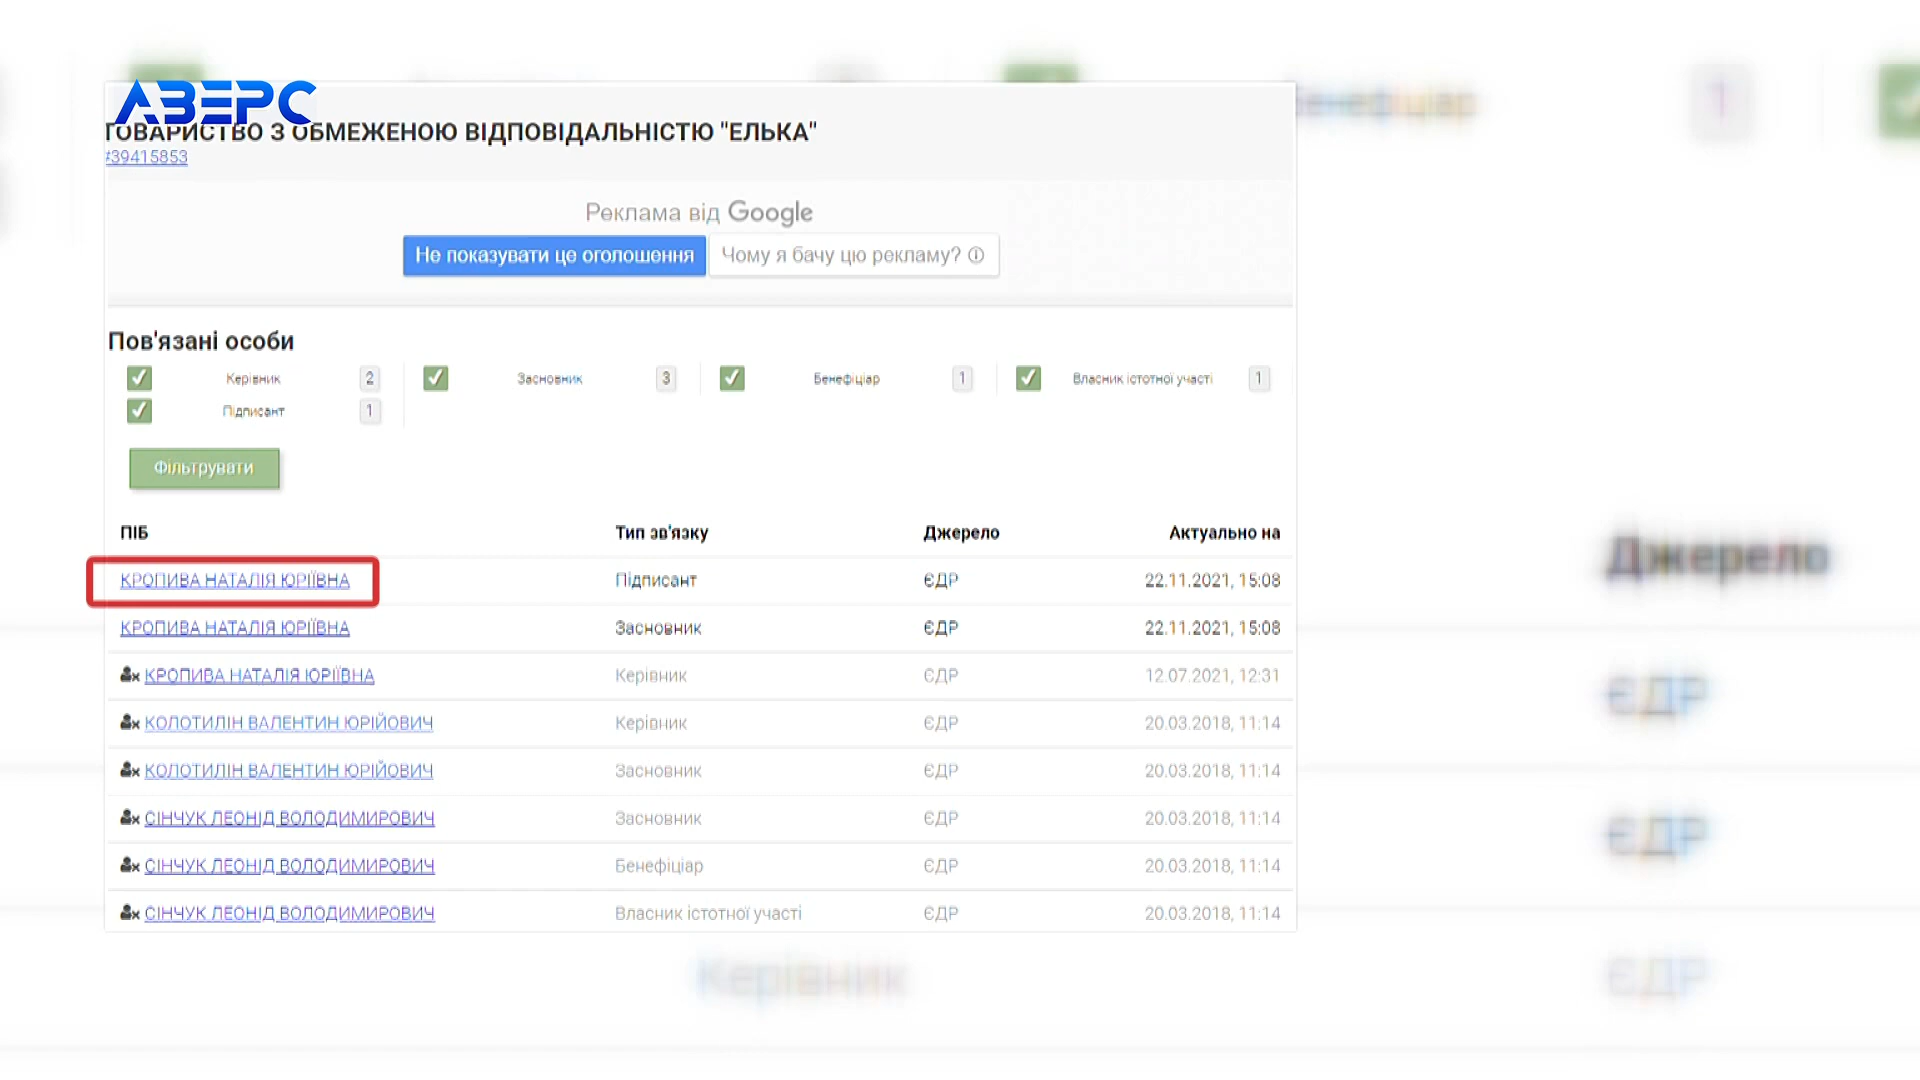 АВЕРС
ТОВАРИСТВО З ОБМЕЖЕНОЮ ВІДПОВІДАЛЬНІСТЮ "ЕЛЬКА"
#39415853
Реклама від Google
Не показувати це оголошення
Чому я бачу цю рекламу?
Пов'язані особи
Керівник 2 Засновник 3 Бенефіціар 1 Власник істотної участі 1
Підписант 1
Фільтрувати
ПІБ Тип зв'язку Джерело Актуально на
КРОПИВА НАТАЛІЯ ЮРІЇВНА Підписант ЄДР 22.11.2021, 15:08
КРОПИВА НАТАЛІЯ ЮРІЇВНА Засновник ЄДР 22.11.2021, 15:08
КРОПИВА НАТАЛІЯ ЮРІЇВНА Керівник ЄДР 12.07.2021, 12:31
КОЛОТИЛІН ВАЛЕНТИН ЮРІЙОВИЧ Керівник ЄДР 20.03.2018, 11:14
КОЛОТИЛІН ВАЛЕНТИН ЮРІЙОВИЧ Засновник ЄДР 20.03.2018, 11:14
СІНЧУК ЛЕОНІД ВОЛОДИМИРОВИЧ Засновник ЄДР 20.03.2018, 11:14
СІНЧУК ЛЕОНІД ВОЛОДИМИРОВИЧ Бенефіціар ЄДР 20.03.2018, 11:14
СІНЧУК ЛЕОНІД ВОЛОДИМИРОВИЧ Власник істотної участі ЄДР 20.03.2018, 11:14
Бенефіціар 1
Джерело
ЄДР
ЄДР
Керівник ЄДР